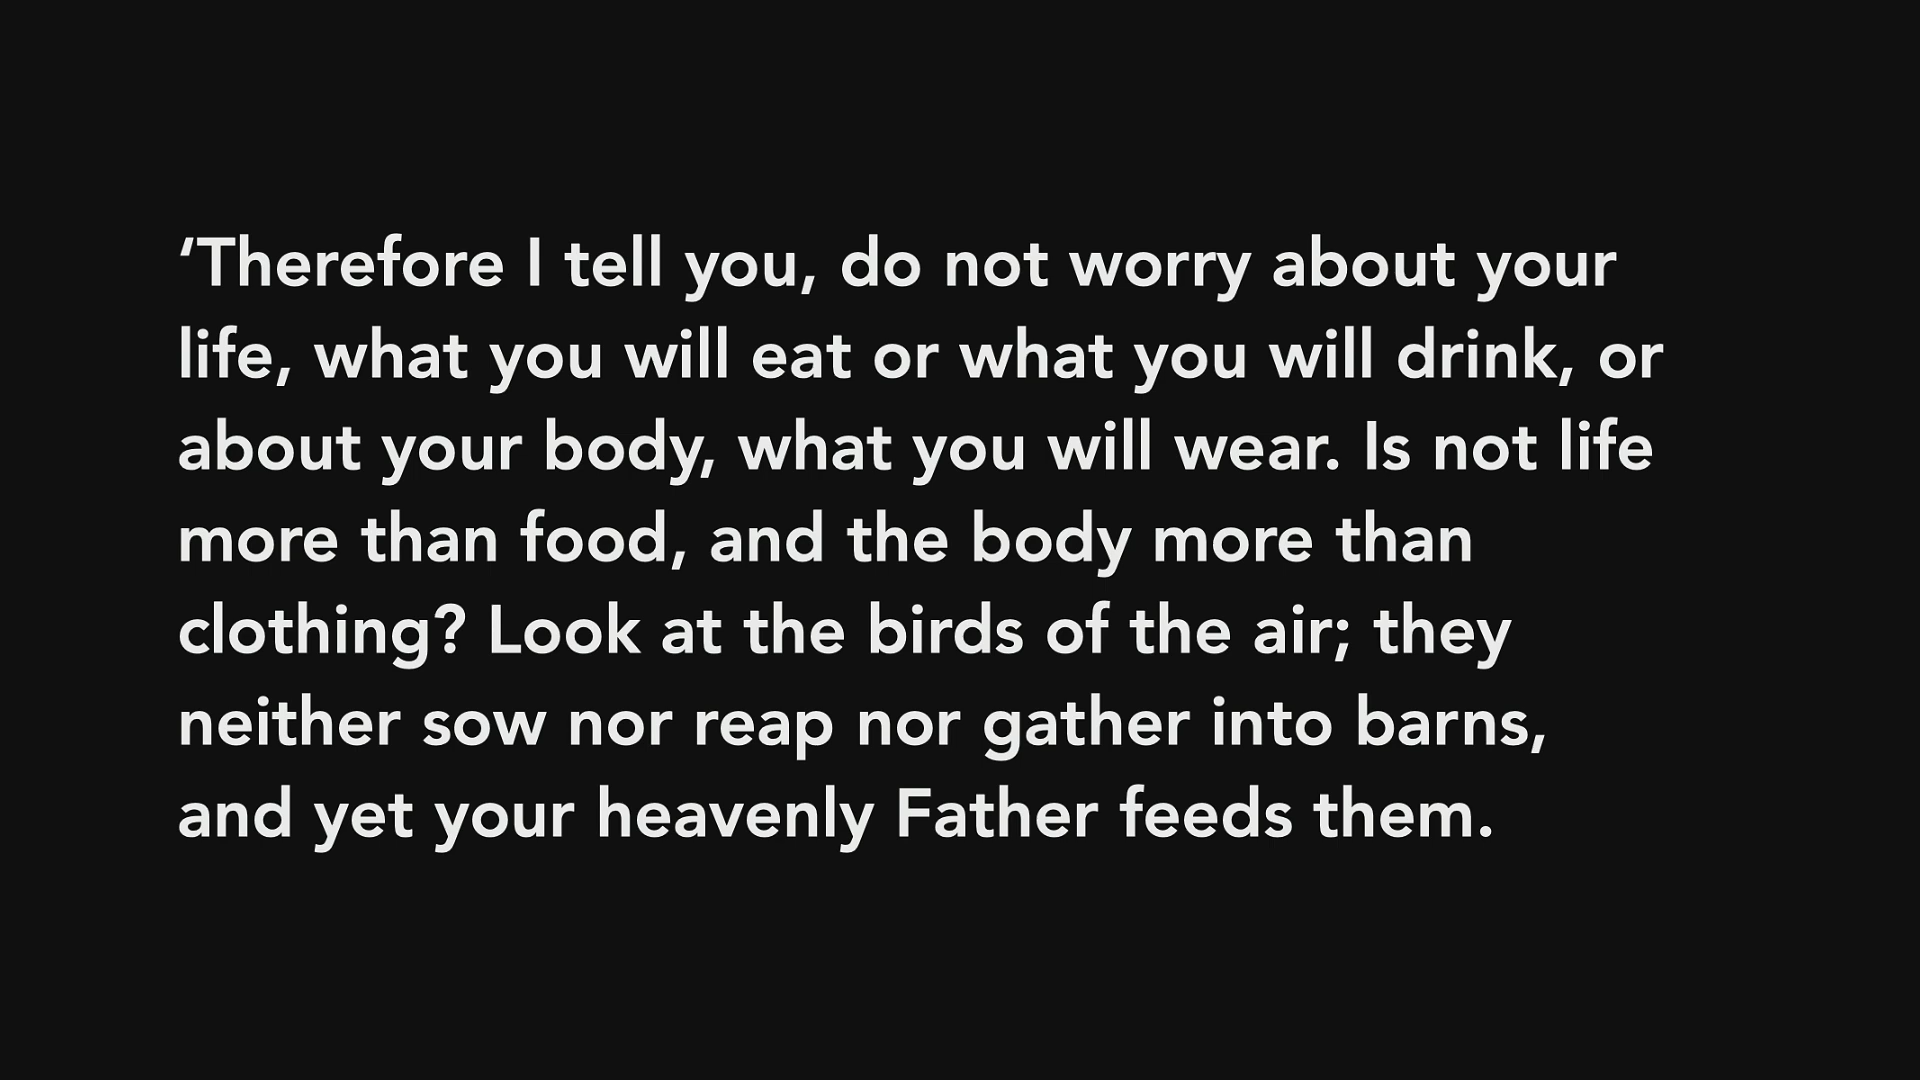 ‘Therefore I tell you, do not worry about your
life, what you will eat or what you will drink, or
about your body, what you will wear. Is not life
more than food, and the body more than
clothing? Look at the birds of the air; they
neither sow nor reap nor gather into barns,
and yet your heavenly Father feeds them.